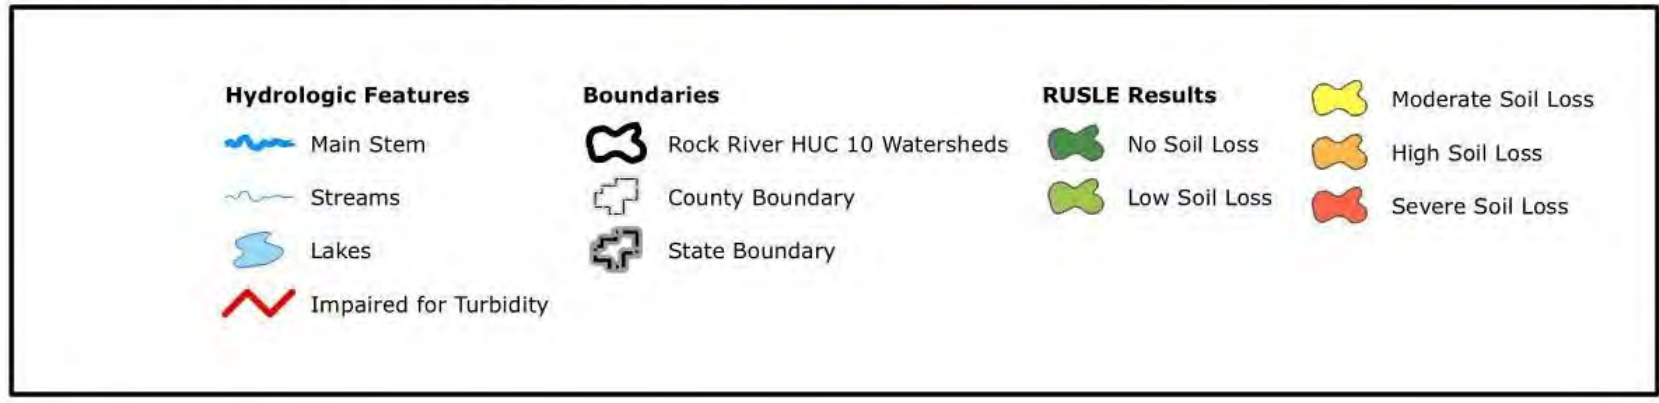 Hydrologic Features
Main Stem
Streams
Lakes
Impaired for Turbidity
Boundaries
Rock River HUC 10 Watersheds
County Boundary
State Boundary
RUSLE Results
No Soil Loss
Low Soil Loss
Moderate Soil Loss
High Soil Loss
Severe Soil Loss